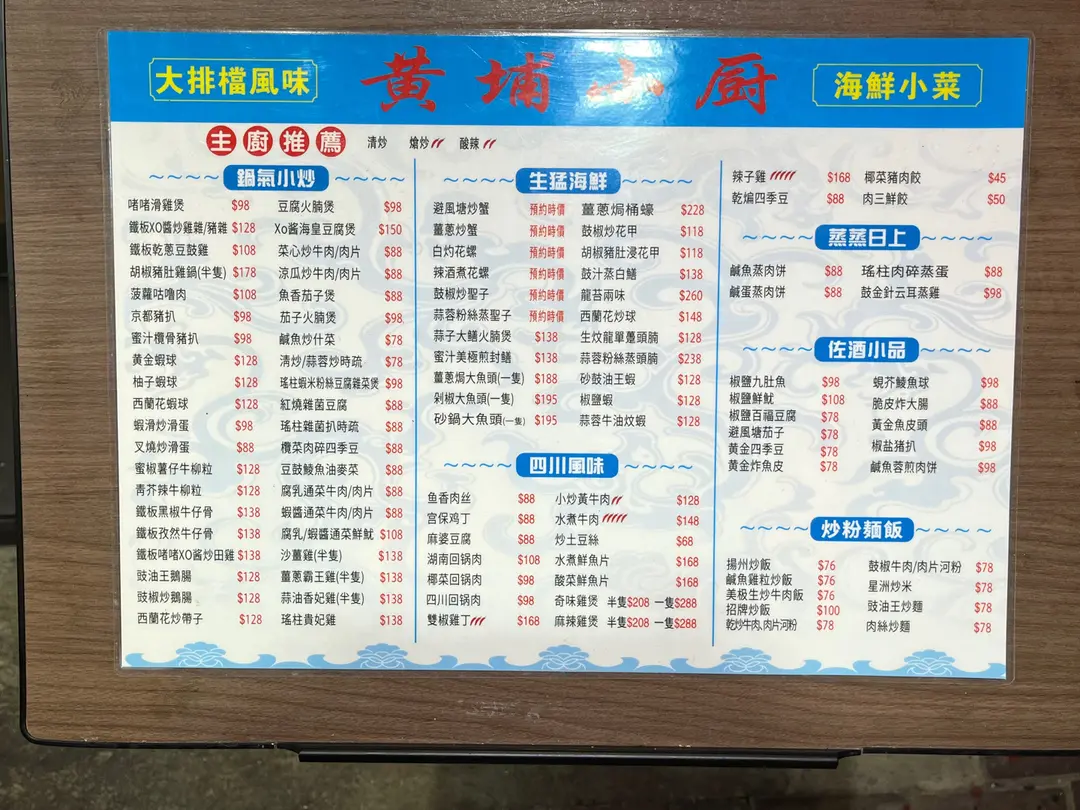 大排檔風味
黃埔小厨
海鮮小菜
主廚推薦 清炒 熗炒 酸辣
鍋氣小炒
啫啫滑雞煲 $98
鐵板XO醬炒雞雜/豬雜 $128
鐵板乾蔥豆鼓雞 $108
胡椒豬肚雞鍋(半隻) $178
菠蘿咕嚕肉 $108
京都豬扒 $98
蜜汁欖骨豬扒 $98
黃金蝦球 $128
柚子蝦球 $128
西蘭花蝦球 $128
蝦滑炒滑蛋 $98
叉燒炒滑蛋 $88
蜜椒薯仔牛柳粒 $128
青芥辣牛柳粒 $128
鐵板黑椒牛仔骨 $138
鐵板孜然牛仔骨 $138
鐵板啫啫XO醬炒田雞 $138
豉油王鵝腸 $128
豉椒炒鵝腸 $128
西蘭花炒帶子 $128
豆腐火腩煲 $98
Xo酱海皇豆腐煲 $150
菜心炒牛肉/肉片 $88
涼瓜炒牛肉/肉片 $88
魚香茄子煲 $88
茄子火腩煲 $98
鹹魚炒什菜 $78
清炒/蒜蓉炒時疏 $78
瑤柱蝦米粉絲豆腐雜菜煲 $98
紅燒雜菌豆腐 $88
瑤柱雜菌扒時疏 $88
欖菜肉碎四季豆 $88
豆鼓鯪魚油麥菜 $88
腐乳通菜牛肉/肉片 $88
蝦醬通菜牛肉/肉片 $88
腐乳/蝦醬通菜鮮魷 $108
沙薑雞(半隻) $138
薑蔥霸王雞(半隻) $138
蒜油香妃雞(半隻) $138
瑤柱貴妃雞 $138
生猛海鮮
避風塘炒蟹 預約時價
薑蔥炒蟹 預約時價
白灼花螺 預約時價
辣酒煮花螺 預約時價
鼓椒炒聖子 預約時價
蒜蓉粉絲蒸聖子 預約時價
蒜子大鱔火腩煲 $138
蜜汁美極煎封鱔 $138
薑蔥焗大魚頭(一隻) $188
剁椒大魚頭(一隻) $195
砂鍋大魚頭(一隻) $195
薑蔥焗桶蠔 $228
鼓椒炒花甲 $118
胡椒豬肚浸花甲 $118
鼓汁蒸白鱔 $138
龍苔兩味 $260
西蘭花炒球 $148
生炆龍單躉頭腩 $128
蒜蓉粉絲蒸頭腩 $238
砂鼓油王蝦 $128
椒鹽蝦 $128
蒜蓉牛油炆蝦 $128
四川風味
鱼香肉丝 $88
宫保鸡丁 $88
麻婆豆腐 $88
湖南回锅肉 $108
椰菜回锅肉 $98
四川回锅肉 $98
雙椒雞丁 $168
小炒黃牛肉 $128
水煮牛肉 $148
炒土豆絲 $68
水煮鮮魚片 $168
酸菜鮮魚片 $168
奇味雞煲 半隻$208 一隻$288
麻辣雞煲 半隻$208 一隻$288
辣子雞 $168
乾煸四季豆 $88
椰菜豬肉餃 $45
肉三鮮餃 $50
蒸蒸日上
鹹魚蒸肉饼 $88
鹹蛋蒸肉饼 $88
瑤柱肉碎蒸蛋 $88
鼓金針云耳蒸雞 $98
佐酒小品
椒鹽九肚魚 $98
椒鹽鮮魷 $108
椒鹽百福豆腐 $78
避風塘茄子 $78
黃金四季豆 $78
黃金炸魚皮 $78
蜆芥鯪魚球 $98
脆皮炸大腸 $88
黃金魚皮頭 $88
椒盐豬扒 $98
鹹魚蓉煎肉饼 $98
炒粉麵飯
揚州炒飯 $76
鹹魚雞粒炒飯 $76
美极生炒牛肉飯 $76
招牌炒飯 $100
乾炒牛肉,肉片河粉 $78
鼓椒牛肉/肉片河粉 $78
星洲炒米 $78
豉油王炒麵 $78
肉絲炒麵 $78